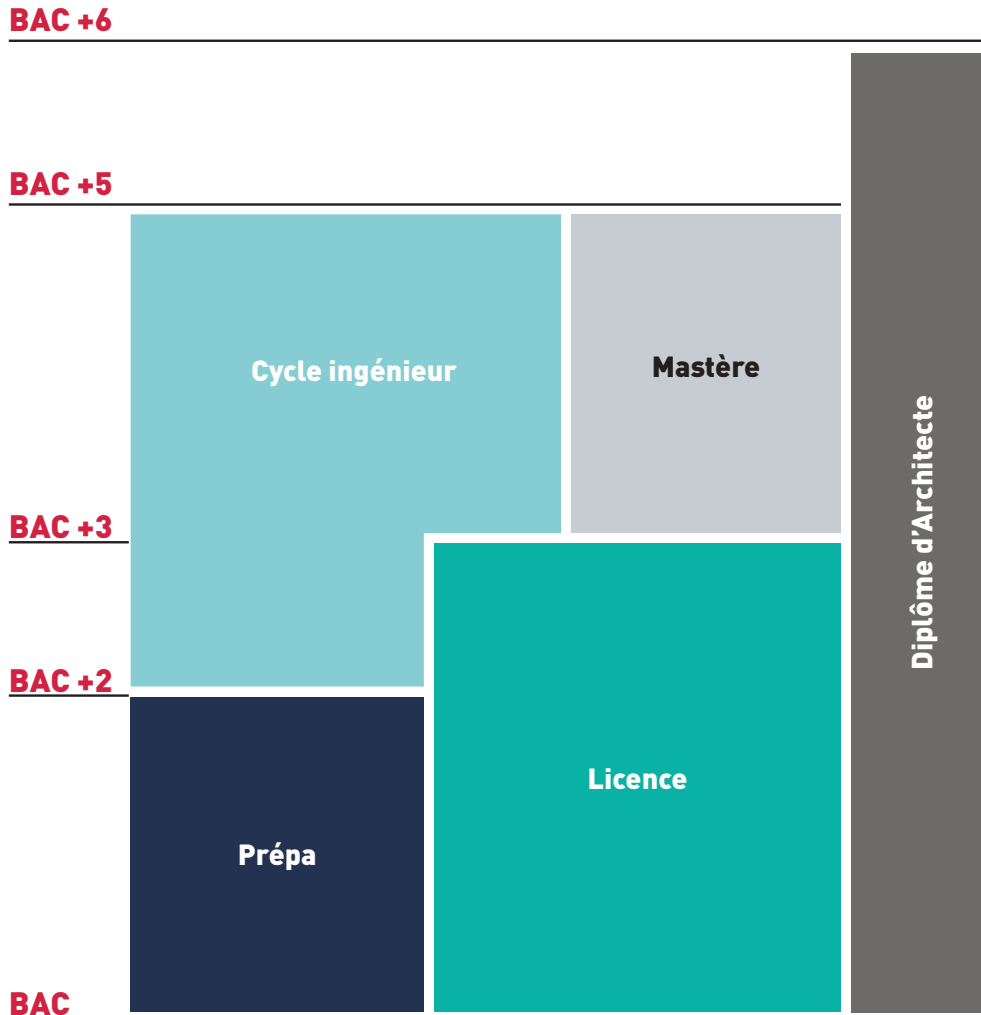 BAC +6
BAC +5
Cycle ingénieur
Mastère
Diplôme d'Architecte
BAC +3
BAC +2
Licence
Prépa
BAC